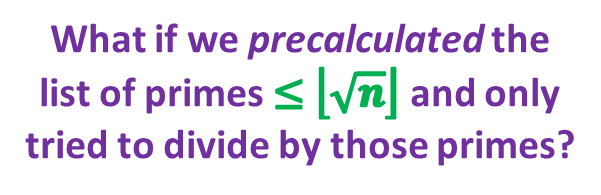 What if we precalculated the
list of primes ≤ ⌊√n⌋ and only
tried to divide by those primes?